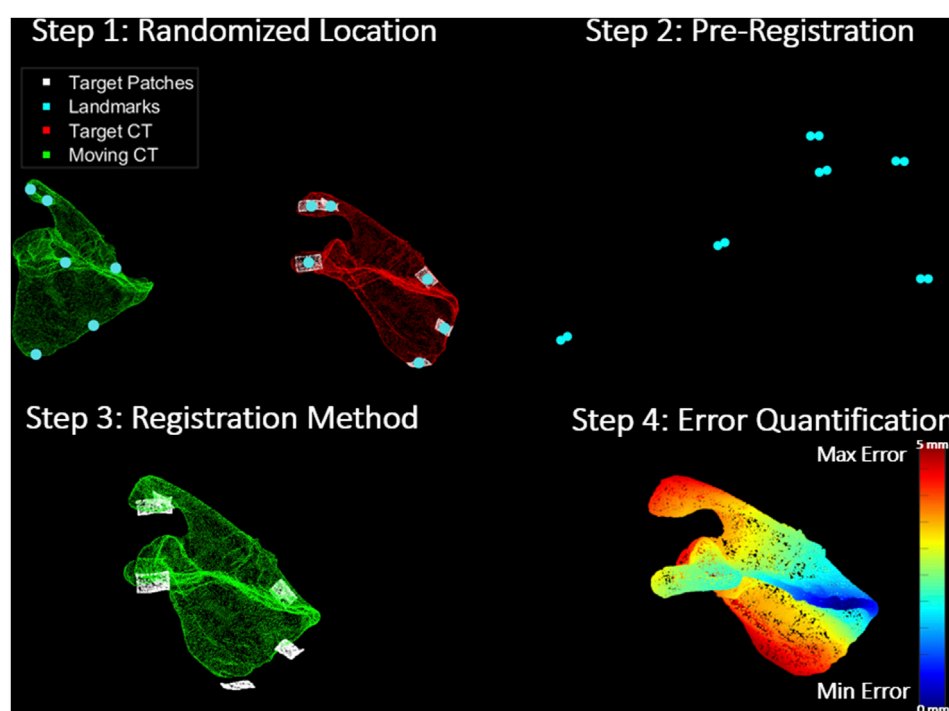 Step 1: Randomized Location
Step 2: Pre-Registration
Target Patches
Landmarks
Target CT
Moving CT
Step 3: Registration Method
Step 4: Error Quantification
5 mm
Max Error
Min Error
0 mm